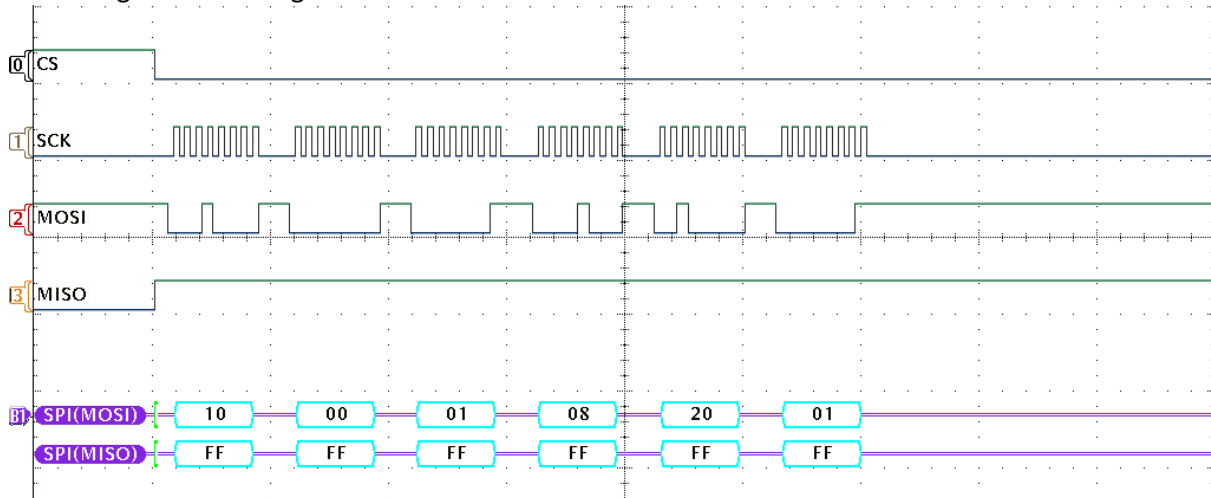 0 CS
1 SCK
2 MOSI
3 MISO
B1 SPI(MOSI) 10 00 01 08 20 01
SPI(MISO) FF FF FF FF FF FF